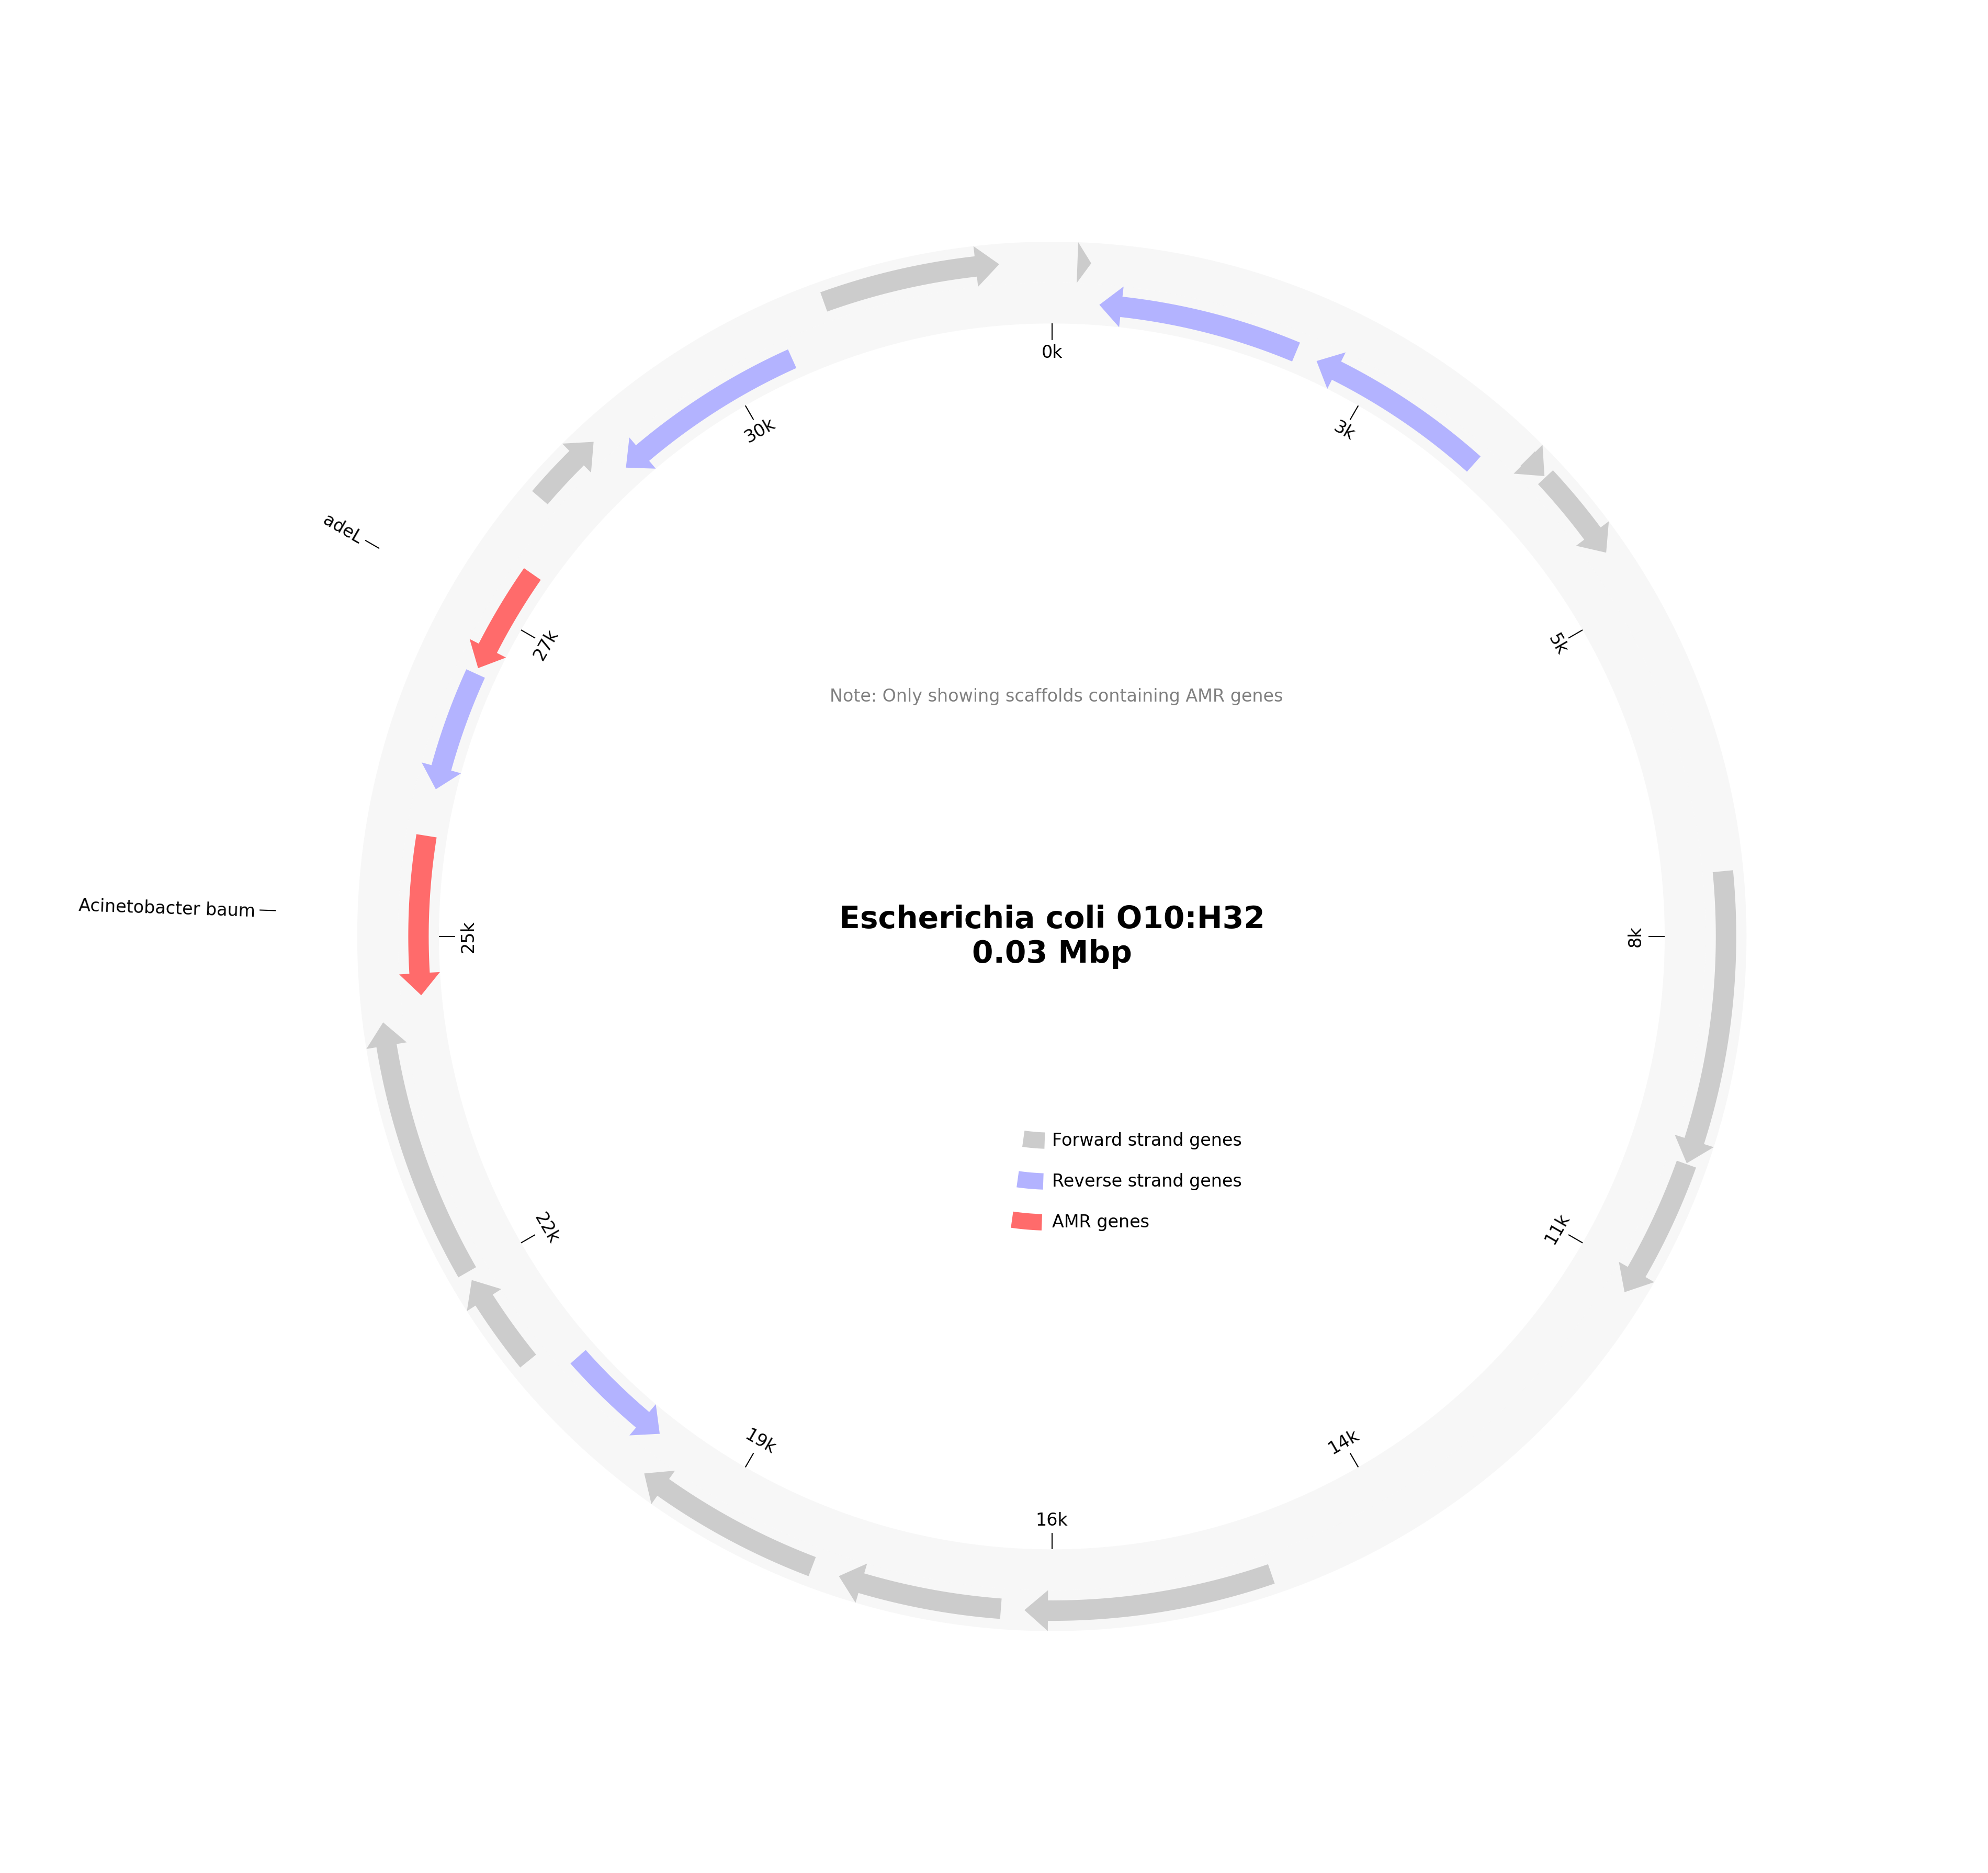 0k
30k
3k
adeL
27k
5k
Note: Only showing scaffolds containing AMR genes
Acinetobacter baum
25k
Escherichia coli O10:H32
0.03 Mbp
8k
Forward strand genes
Reverse strand genes
AMR genes
22k
11k
19k
14k
16k